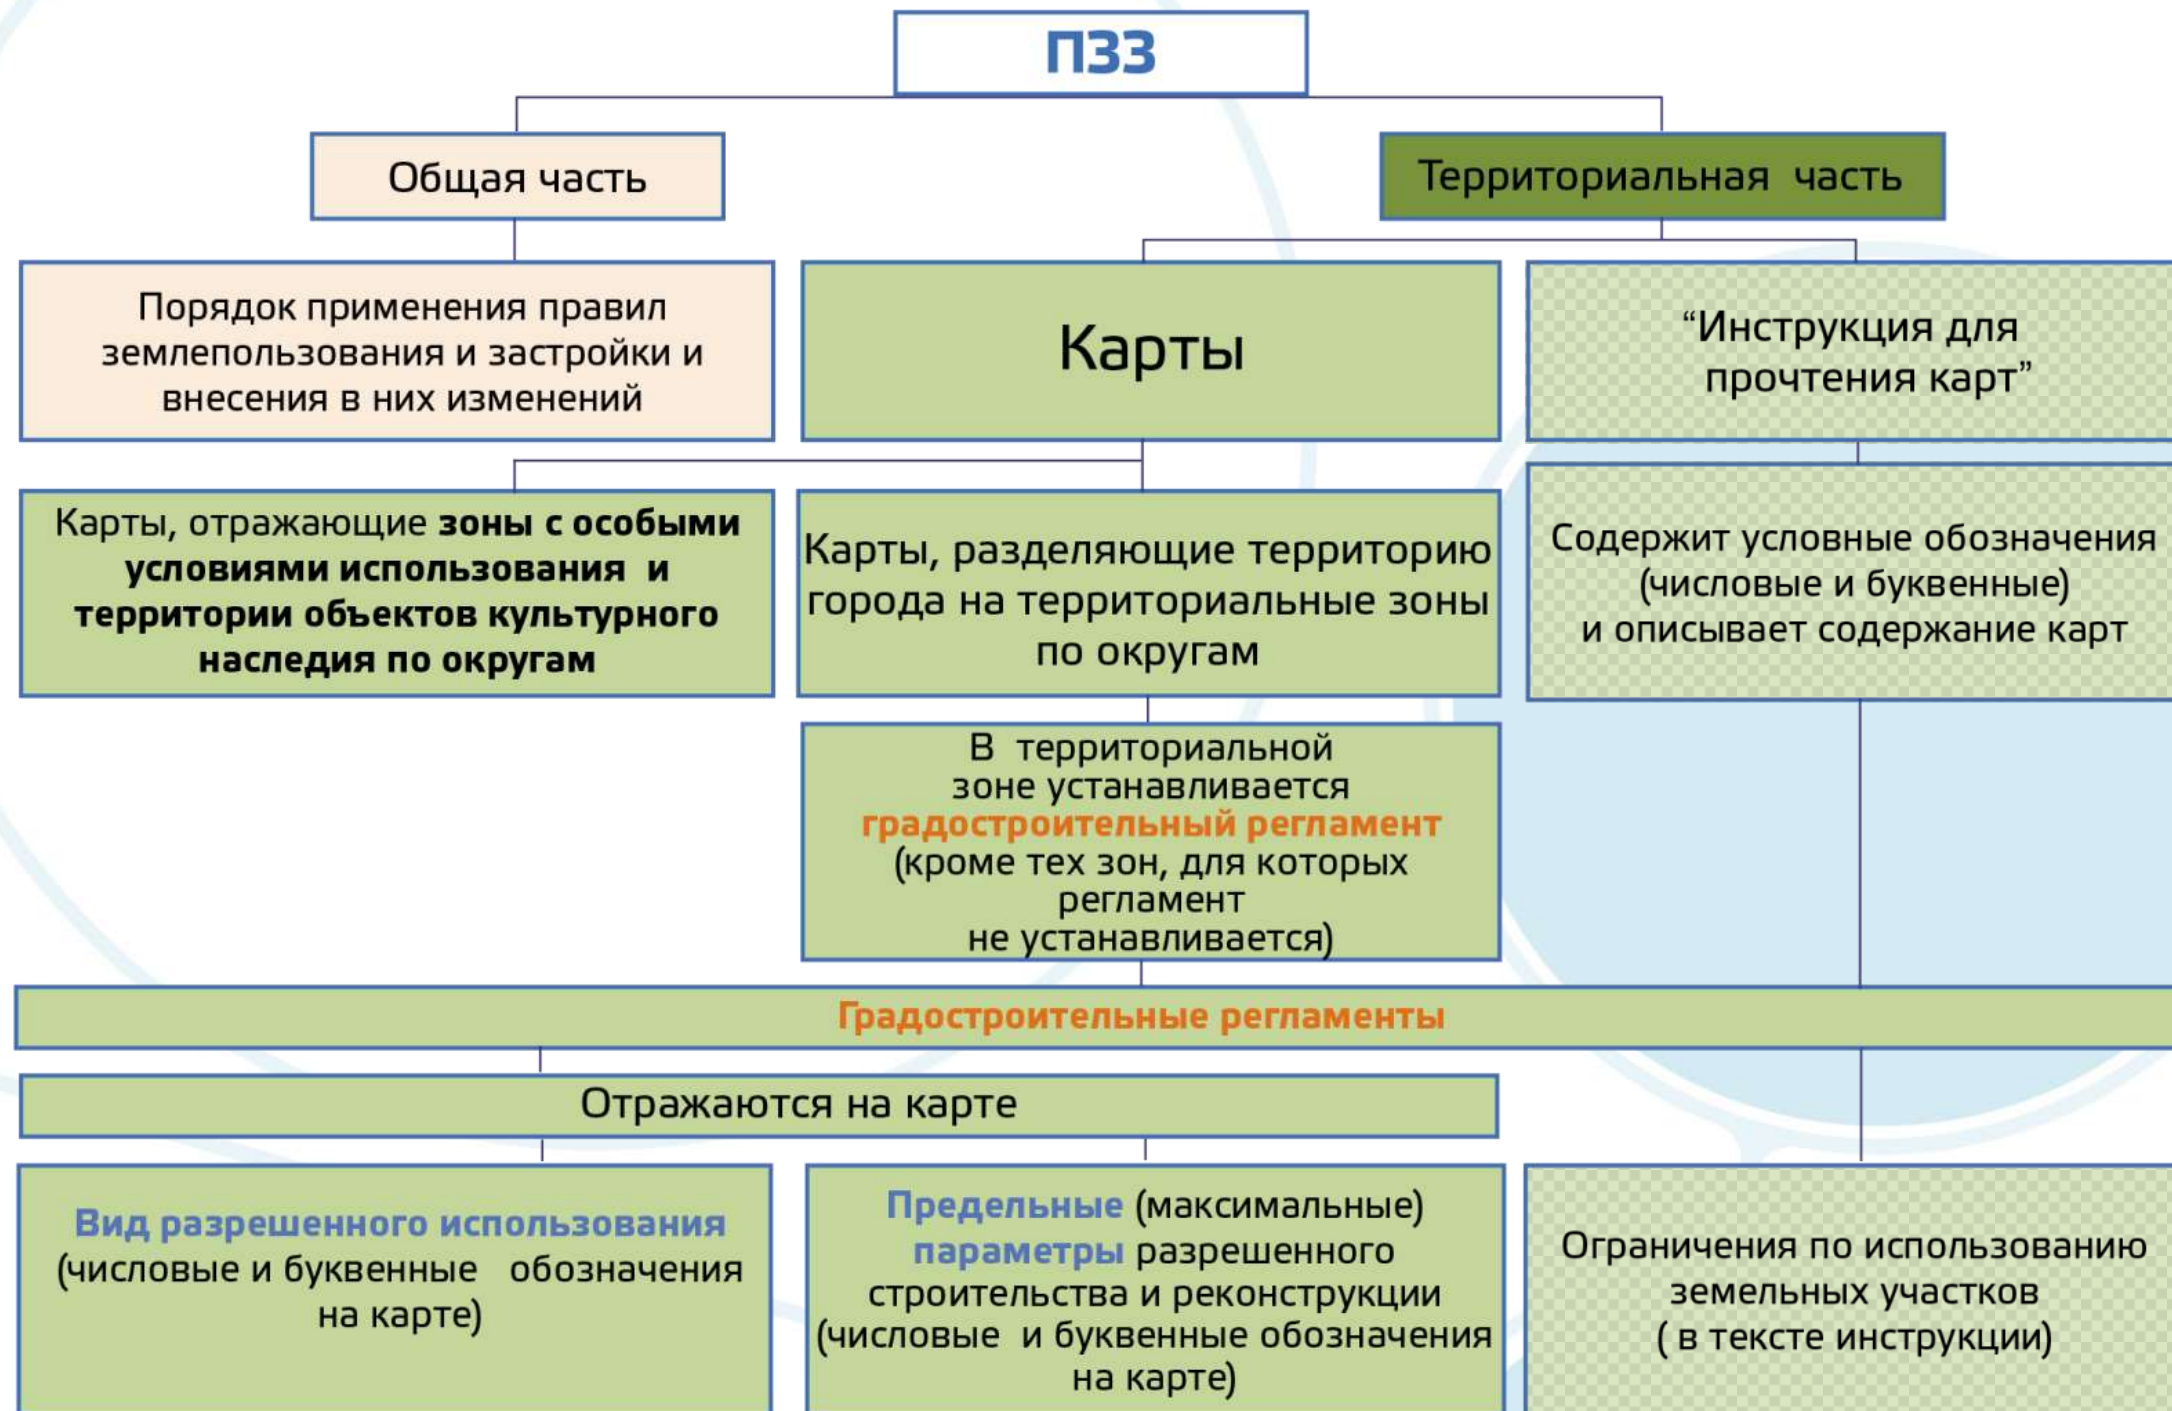 ПЗЗ
Общая часть
Территориальная часть
Порядок применения правил
землепользования и застройки и
внесения в них изменений
Карты
“Инструкция для
прочтения карт”
Карты, отражающие зоны с особыми
условиями использования и
территории объектов культурного
наследия по округам
Карты, разделяющие территорию
города на территориальные зоны
по округам
Содержит условные обозначения
(числовые и буквенные)
и описывает содержание карт
В территориальной
зоне устанавливается
градостроительный регламент
(кроме тех зон, для которых
регламент
не устанавливается)
Градостроительные регламенты
Отражаются на карте
Вид разрешенного использования
(числовые и буквенные обозначения
на карте)
Предельные (максимальные)
параметры разрешенного
строительства и реконструкции
(числовые и буквенные обозначения
на карте)
Ограничения по использованию
земельных участков
( в тексте инструкции)